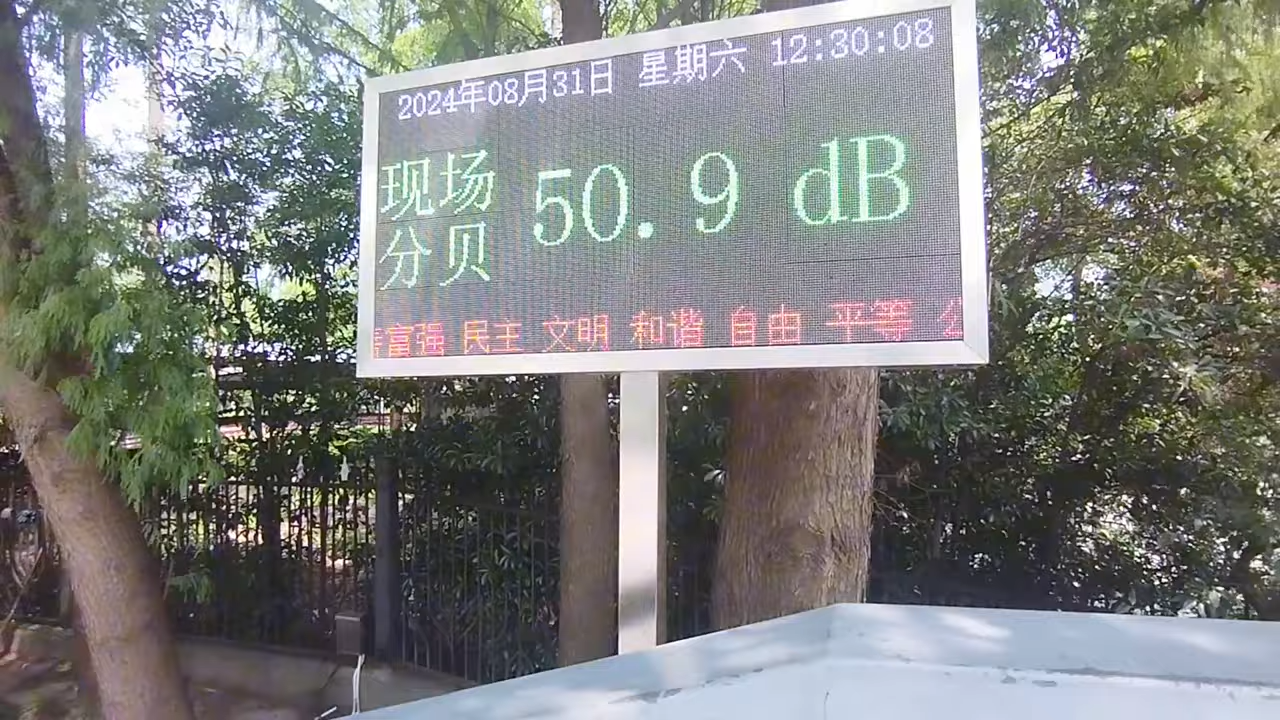 2024年08月31日 星期六 12:30:08
现场 50.9 dB
分贝
富强 民主 文明 和谐 自由 平等